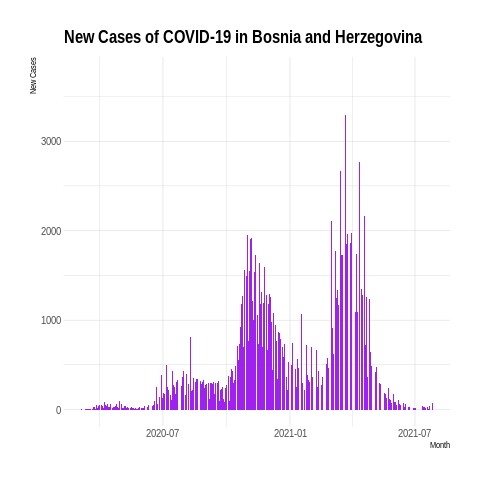 New Cases of COVID-19 in Bosnia and Herzegovina
New Cases
3000
2000
1000
0
2020-07 2021-01 2021-07
Month